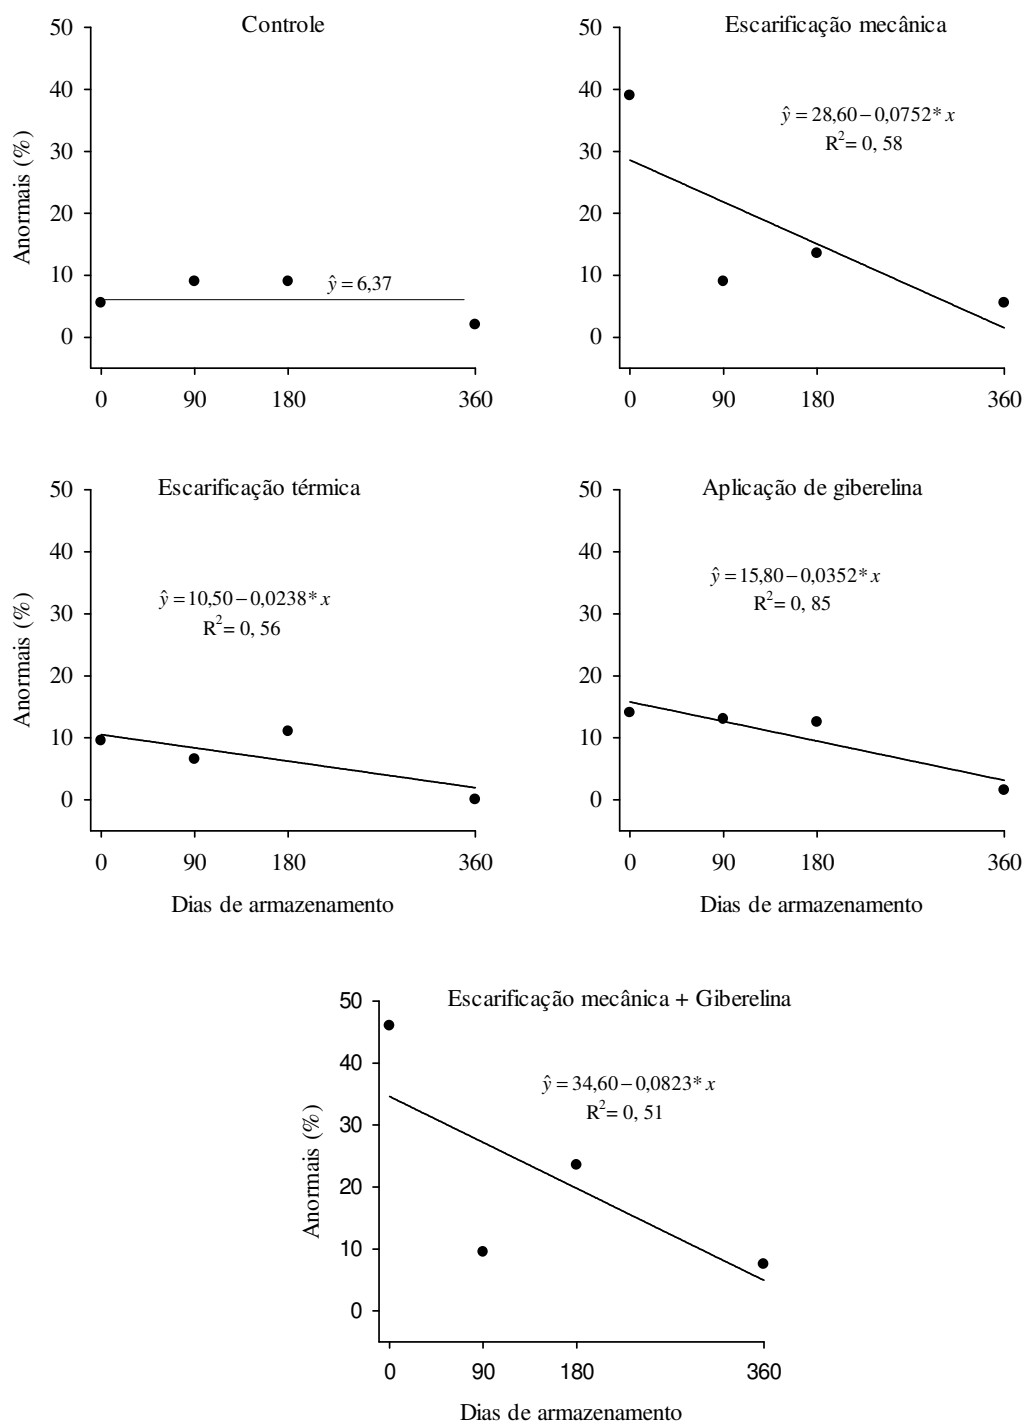 Controle
50
40
30
20
10
0
Anormais (%)
ŷ = 6,37
0 90 180 360
Escarificação mecânica
50
40
30
20
10
0
ŷ = 28,60 − 0,0752* x
R²= 0, 58
0 90 180 360
Escarificação térmica
50
40
30
20
10
0
Anormais (%)
ŷ = 10,50 − 0,0238* x
R²= 0, 56
0 90 180 360
Dias de armazenamento
Aplicação de giberelina
50
40
30
20
10
0
ŷ = 15,80 − 0,0352* x
R²= 0, 85
0 90 180 360
Dias de armazenamento
Escarificação mecânica + Giberelina
50
40
30
20
10
0
Anormais (%)
ŷ = 34,60 − 0,0823* x
R²= 0, 51
0 90 180 360
Dias de armazenamento